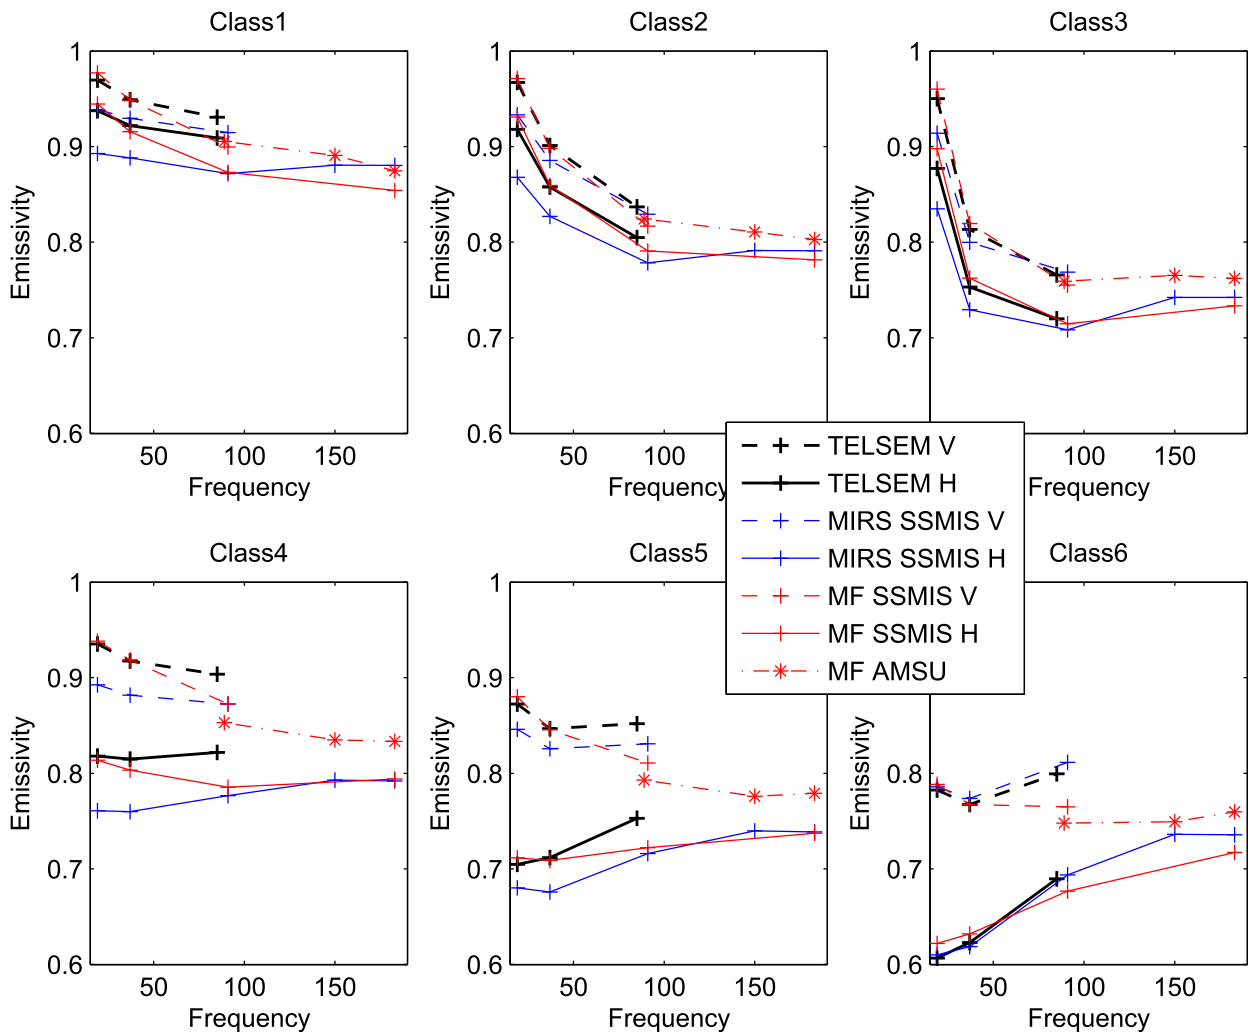 Class1
1
0.9
0.8
0.7
0.6
Emissivity
50
100
150
Frequency
Class2
1
0.9
0.8
0.7
0.6
Emissivity
50
100
150
Frequency
Class3
1
0.9
0.8
0.7
0.6
Emissivity
50
100
150
Frequency
TELSEM V
TELSEM H
MIRS SSMIS V
MIRS SSMIS H
MF SSMIS V
MF SSMIS H
MF AMSU
Class4
1
0.9
0.8
0.7
0.6
Emissivity
50
100
150
Frequency
Class5
1
0.9
0.8
0.7
0.6
Emissivity
50
100
150
Frequency
Class6
0.8
0.7
0.6
Emissivity
50
100
150
Frequency